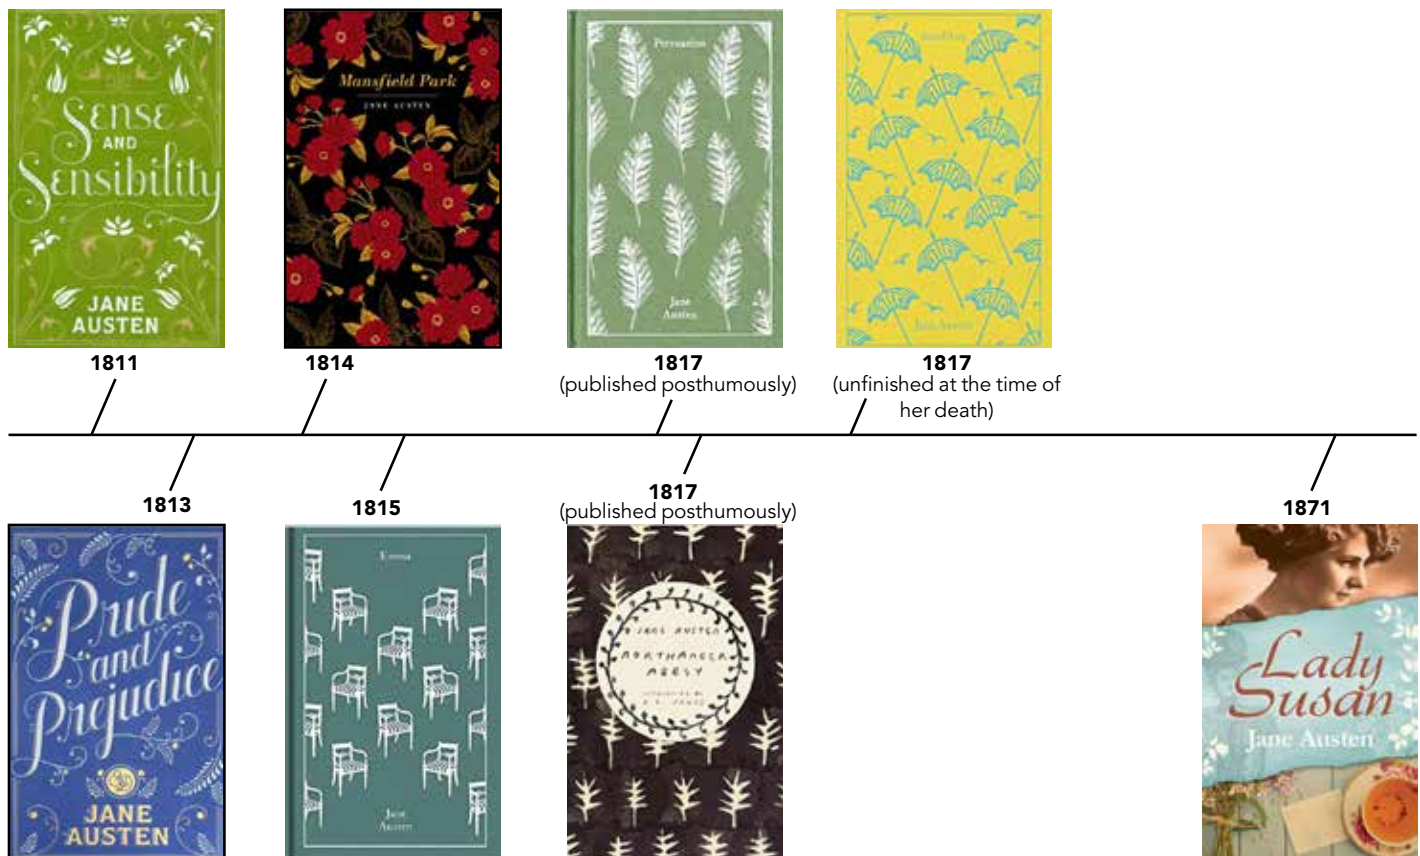 Sense
AND
Sensibility
JANE
AUSTEN
1811
Mansfield Park
JANE AUSTEN
1814
Persuasion
Jane
Austen
1817
(published posthumously)
Jane Austen
1817
(unfinished at the time of
her death)
1813
Pride
and
Prejudice
JANE
AUSTEN
1815
Emma
Jane
Austen
1817
(published posthumously)
JANE AUSTEN
NORTHANGER
ABBEY
1871
Lady
Susan
Jane Austen